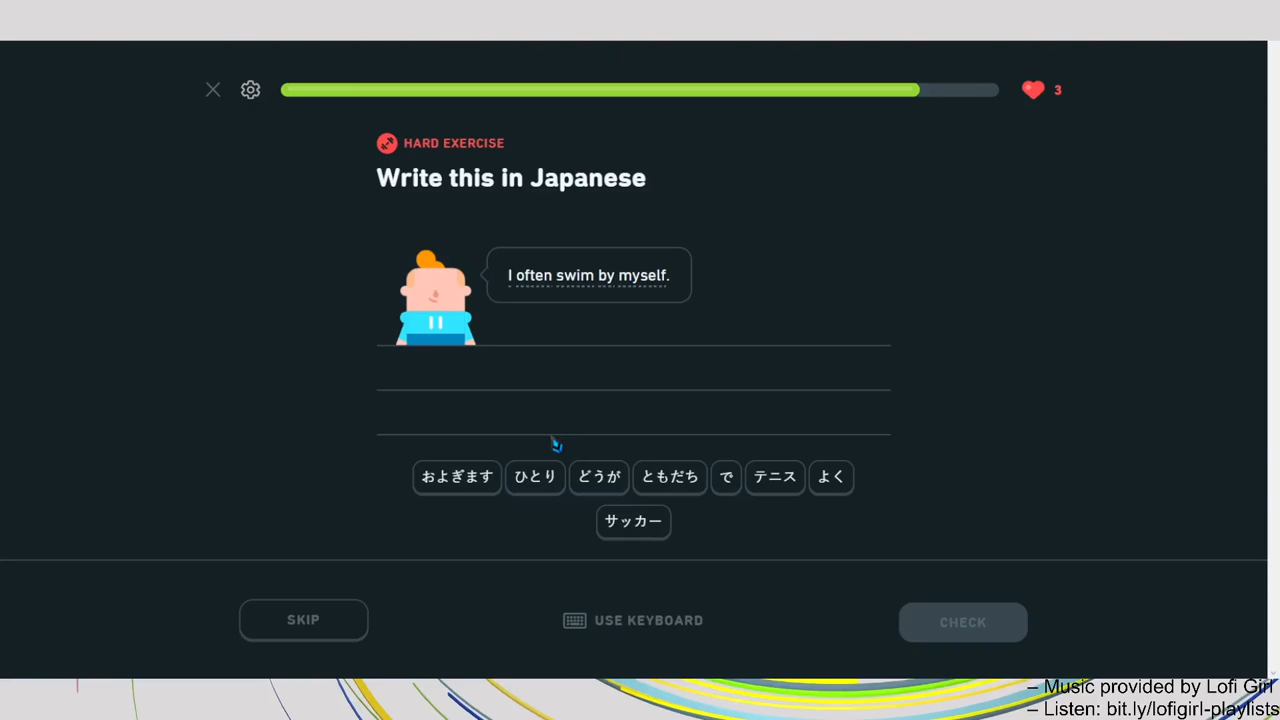 3
HARD EXERCISE
Write this in Japanese
I often swim by myself.
およぎます ひとり どうが ともだち で テニス よく
サッカー
SKIP
USE KEYBOARD
CHECK
– Music provided by Lofi Girl
– Listen: bit.ly/lofigirl-playlists